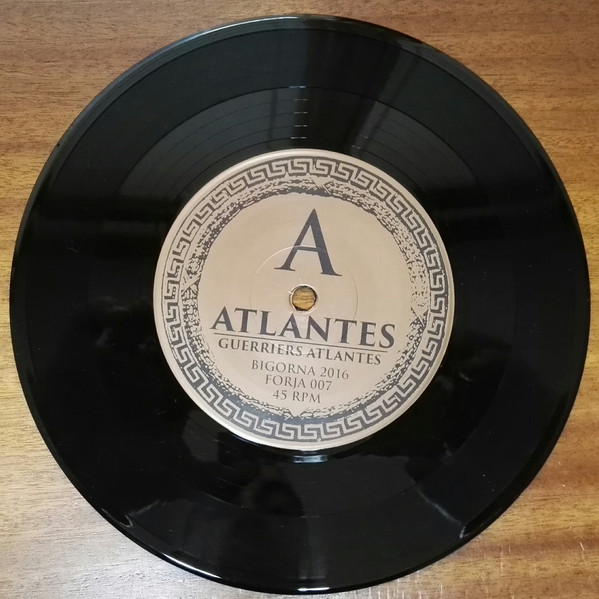 A
ATLANTES
GUERRIERS ATLANTES
BIGORNA 2016
FORJA 007
45 RPM